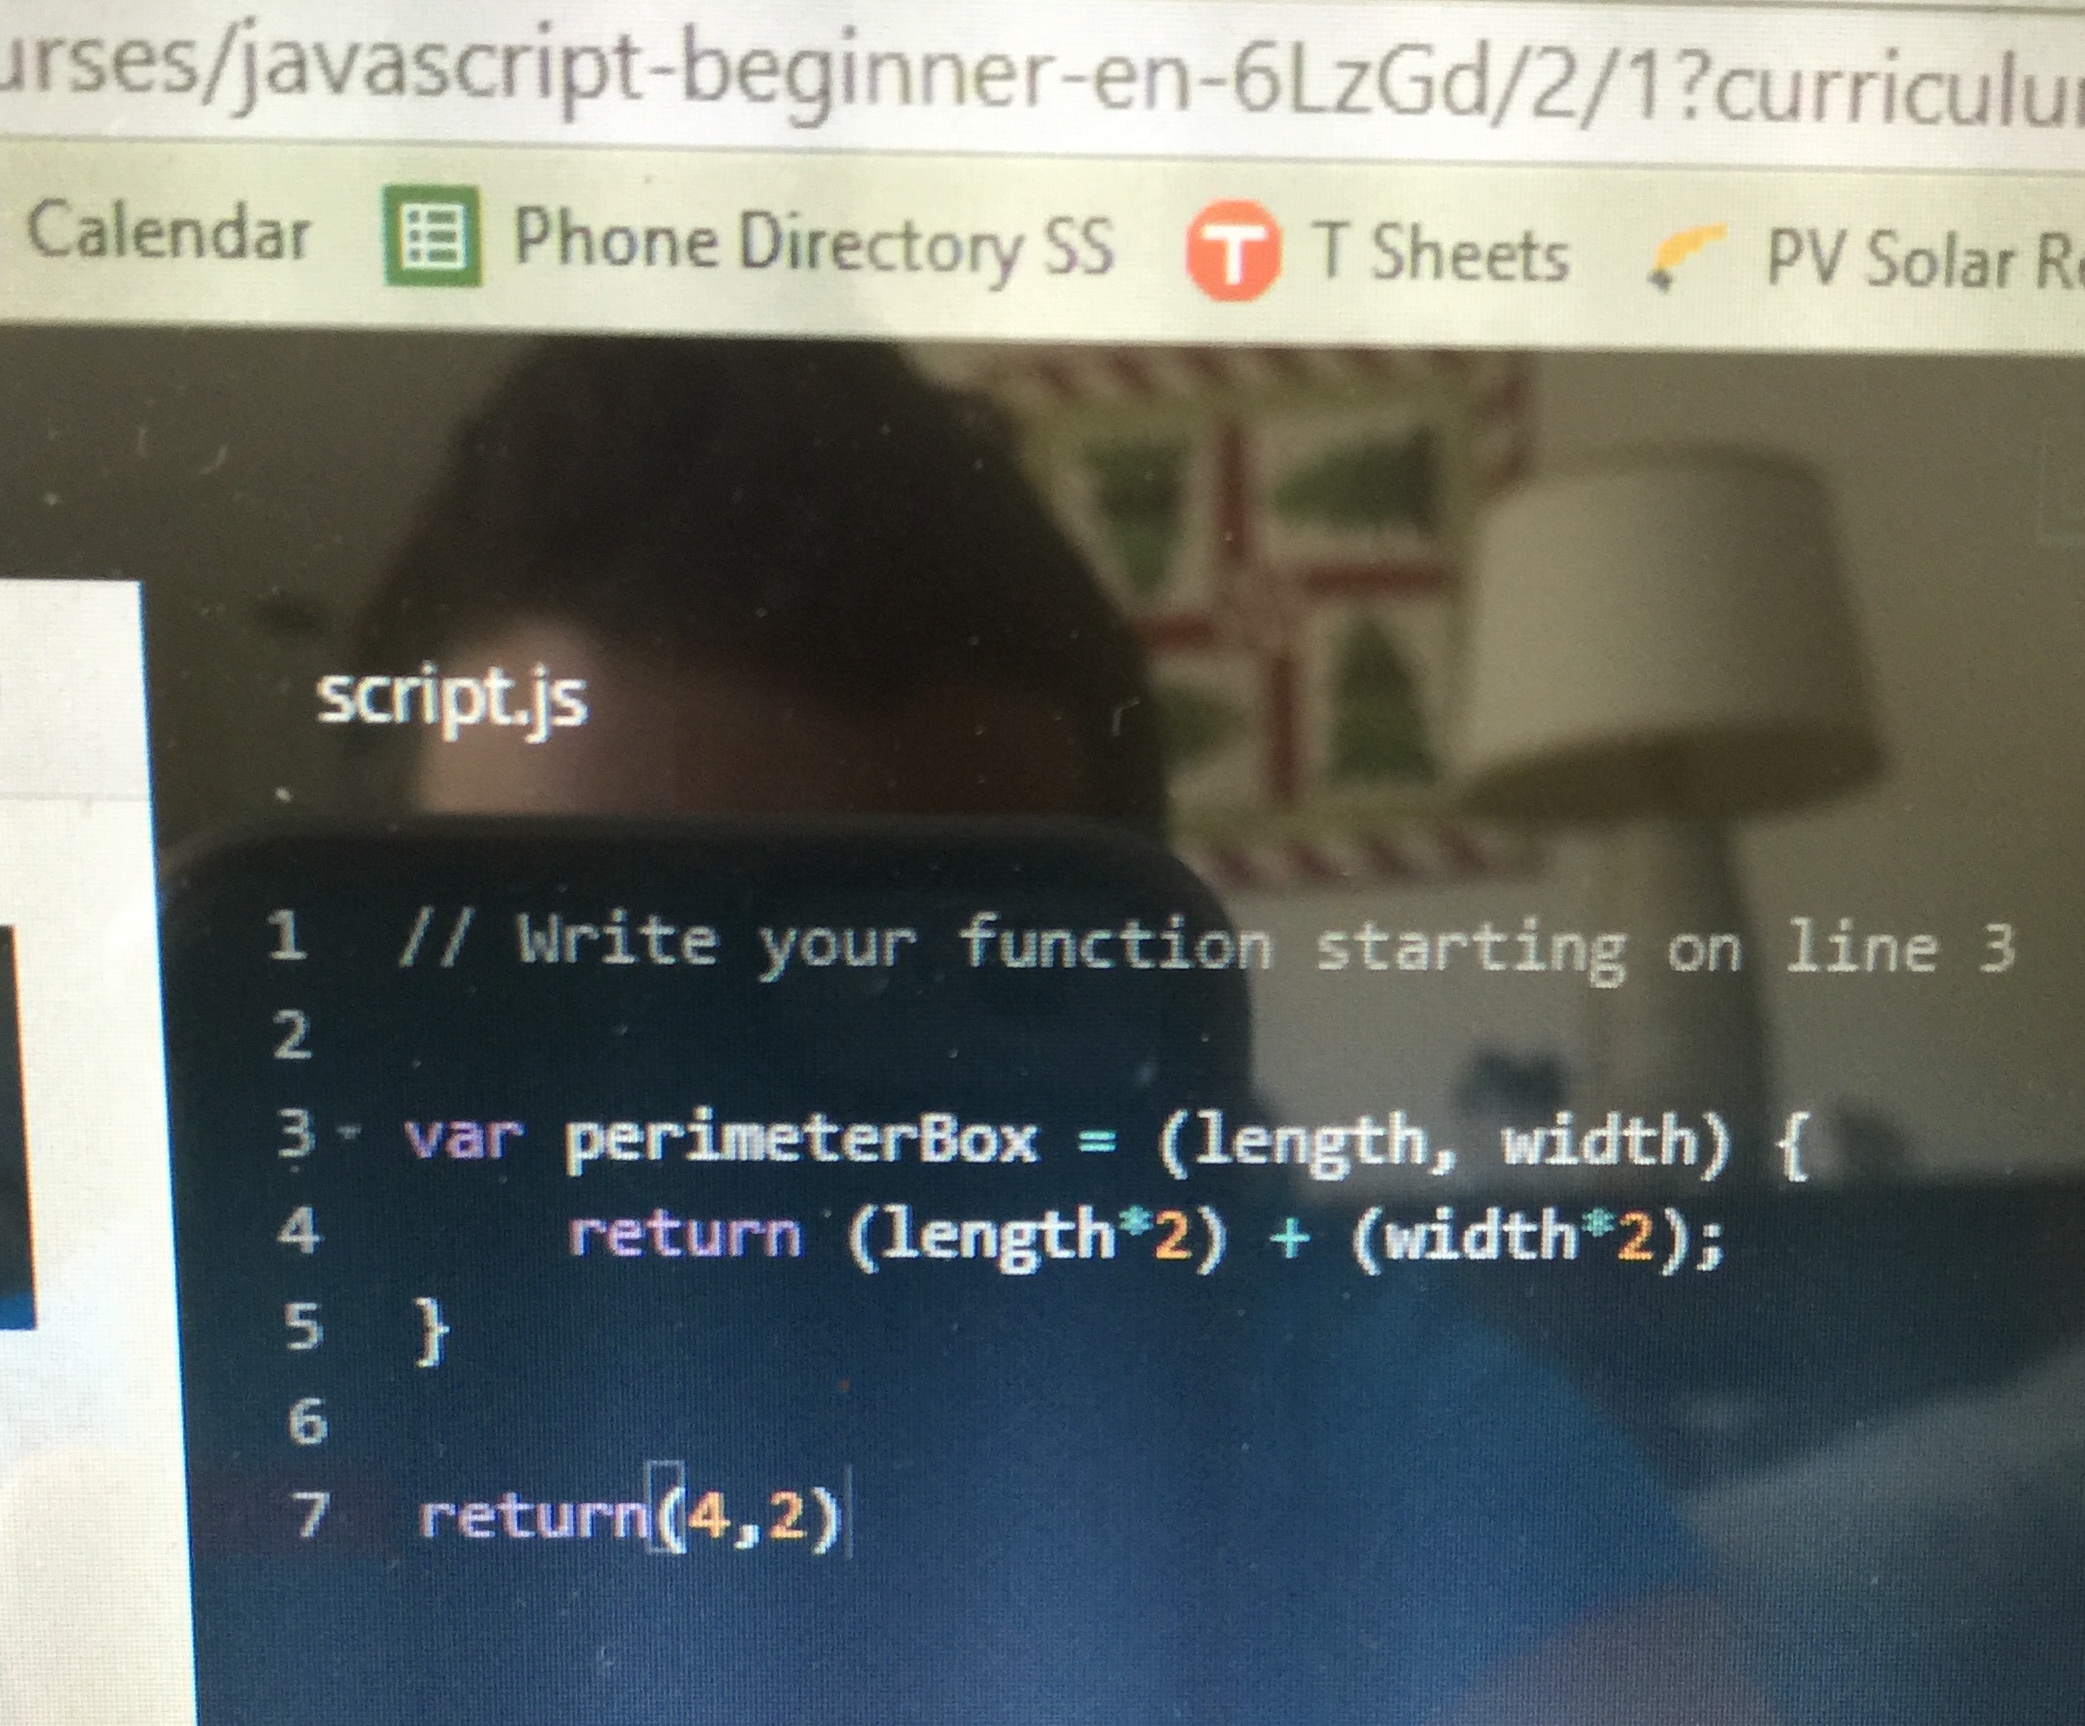 urses/javascript-beginner-en-6LzGd/2/1?curriculu
Calendar Phone Directory SS T T Sheets PV Solar
script.js
1 // Write your function starting on line 3
2
3 var perimeterBox = (length, width) {
4 return (length*2) + (width*2);
5 }
6
7 return(4,2)